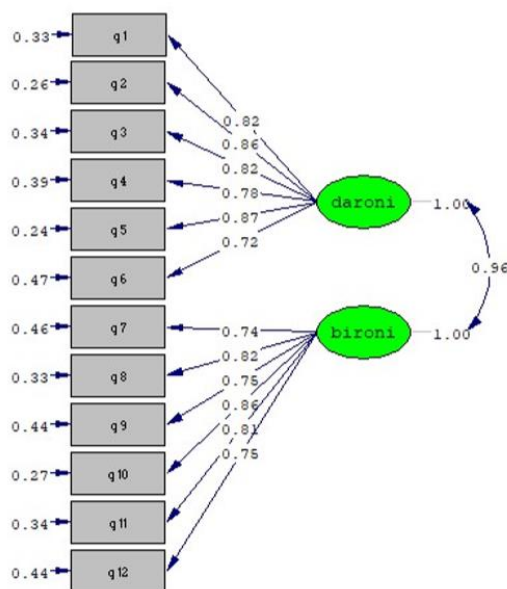 0.33 q1
0.26 q2
0.34 q3
0.39 q4
0.24 q5
0.47 q6
0.46 q7
0.33 q8
0.44 q9
0.27 q10
0.34 q11
0.44 q12
0.82
0.86
0.82
0.78
0.87
0.72
daroni 1.00
0.96
bironi 1.00
0.74
0.82
0.75
0.86
0.81
0.75